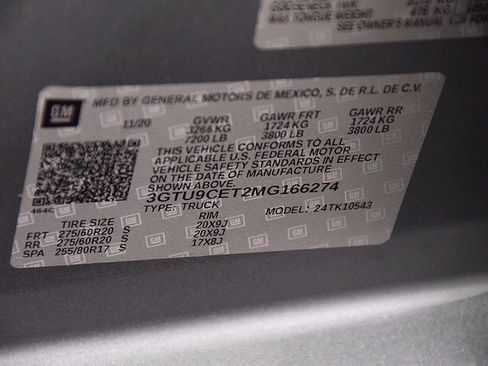 MAX TONGUE WEIGHT
SEE OWNER'S MANUAL
GM
MFD BY GENERAL MOTORS DE MEXICO, S. DE R.L. DE C.V.
11/20 GVWR GAWR FRT GAWR RR
3266 KG 1724 KG 1724 KG
7200 LB 3800 LB 3800 LB
THIS VEHICLE CONFORMS TO ALL
APPLICABLE U.S. FEDERAL MOTOR
VEHICLE SAFETY STANDARDS IN EFFECT
ON THE DATE OF MANUFACTURE
SHOWN ABOVE.
3GTU9CET2MG166274
TYPE: TRUCK MODEL: 24TK10543
TIRE SIZE RIM
FRT 275/60R20 S 20X9J
RR 275/60R20 S 20X9J
SPA 255/80R17 S 17X8J